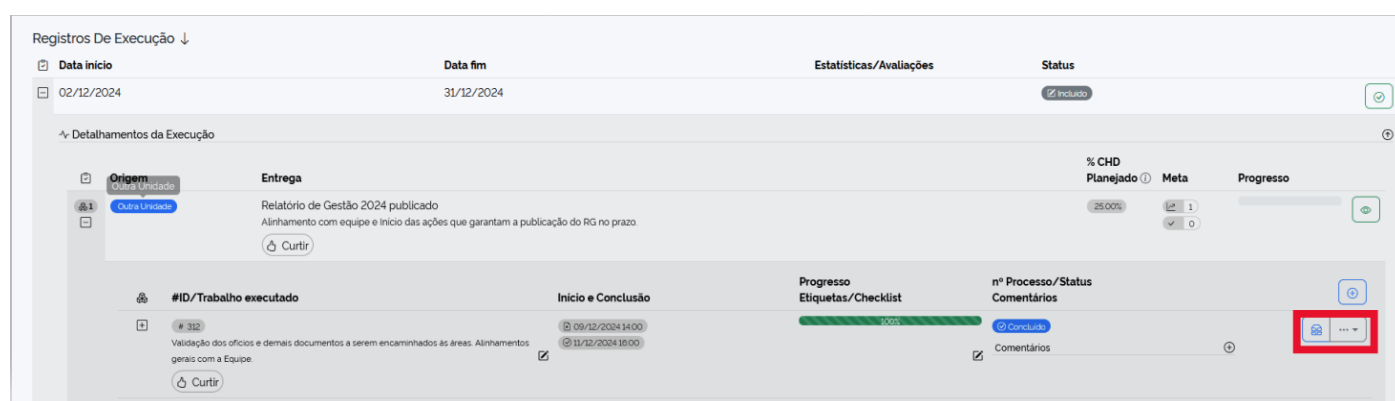 Registros De Execução ↓
Data início Data fim Estatísticas/Avaliações Status
02/12/2024 31/12/2024 Incluído
Detalhamentos da Execução
Origem Entrega % CHD Planejado Meta Progresso
Outra Unidade
1 Outra Unidade Relatório de Gestão 2024 publicado 25.00% 1
Alinhamento com equipe e Início das ações que garantam a publicação do RG no prazo. 0
Curtir
#ID/Trabalho executado Início e Conclusão Progresso Etiquetas/Checklist nº Processo/Status Comentários
# 312 09/12/2024 14:00 100% Concluído
Validação dos ofícios e demais documentos a serem encaminhados às áreas. Alinhamentos 11/12/2024 16:00 Comentários
gerais com a Equipe.
Curtir